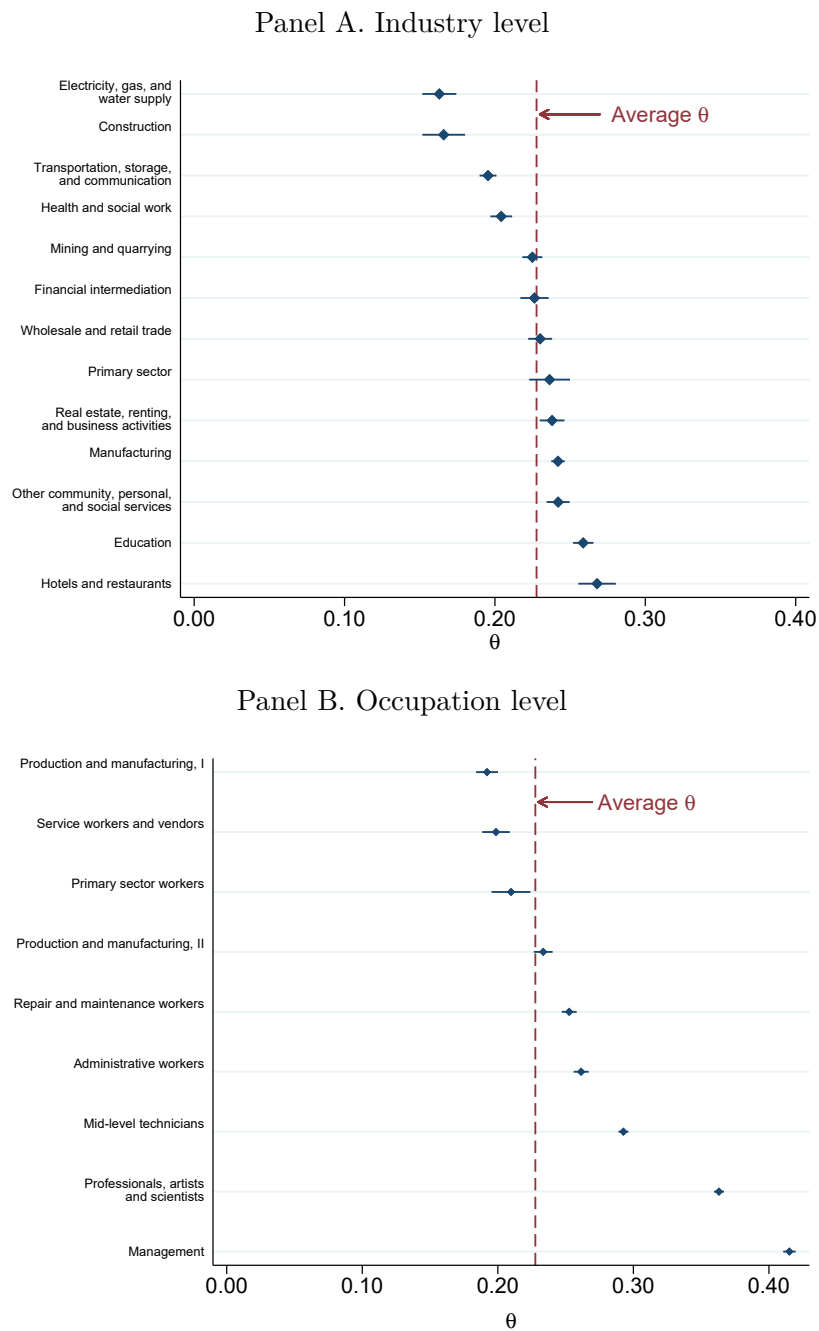 Panel A. Industry level
Electricity, gas, and
water supply
Average θ
Construction
Transportation, storage,
and communication
Health and social work
Mining and quarrying
Financial intermediation
Wholesale and retail trade
Primary sector
Real estate, renting,
and business activities
Manufacturing
Other community, personal,
and social services
Education
Hotels and restaurants
0.00 0.10 0.20 0.30 0.40
θ
Panel B. Occupation level
Production and manufacturing, I
Average θ
Service workers and vendors
Primary sector workers
Production and manufacturing, II
Repair and maintenance workers
Administrative workers
Mid-level technicians
Professionals, artists
and scientists
Management
0.00 0.10 0.20 0.30 0.40
θ